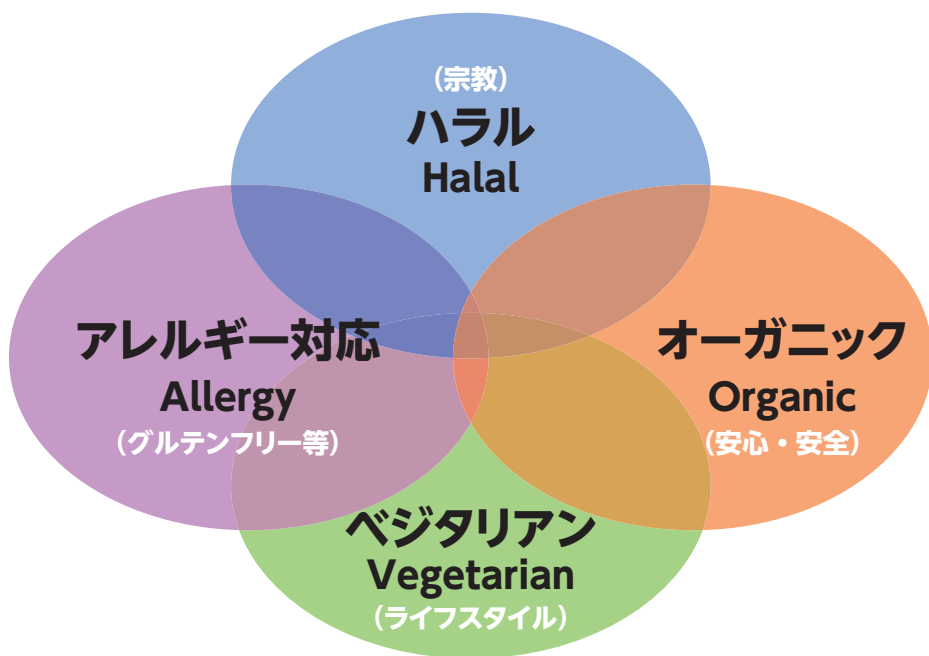 （宗教）
ハラル
Halal
アレルギー対応
Allergy
（グルテンフリー等）
オーガニック
Organic
（安心・安全）
ベジタリアン
Vegetarian
（ライフスタイル）